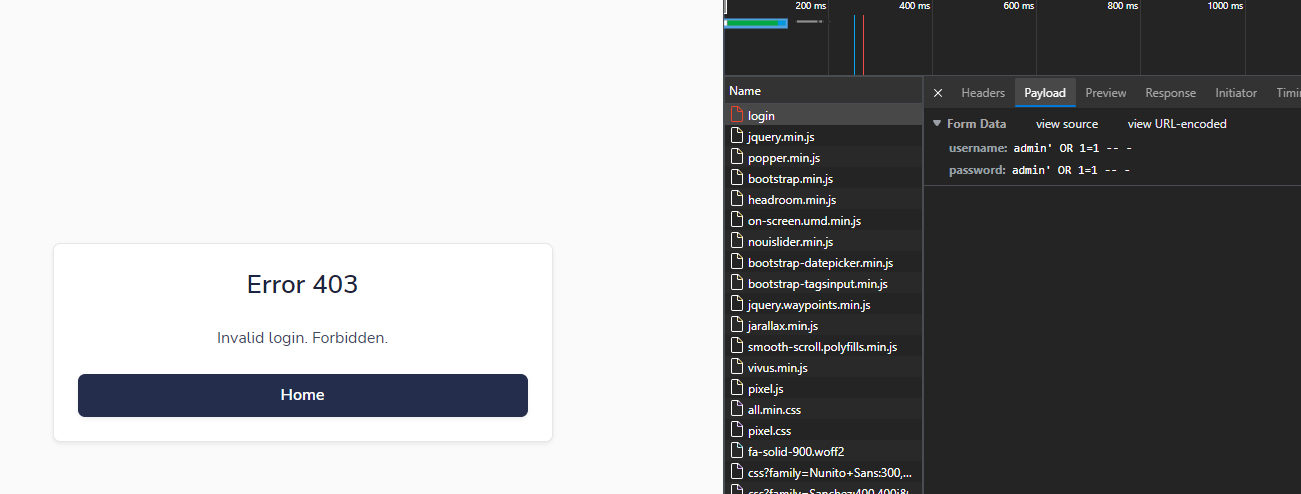 Error 403
Invalid login. Forbidden.
Home
200 ms 400 ms 600 ms 800 ms 1000 ms
Name
login
jquery.min.js
popper.min.js
bootstrap.min.js
headroom.min.js
on-screen.umd.min.js
nouislider.min.js
bootstrap-datepicker.min.js
bootstrap-tagsinput.min.js
jquery.waypoints.min.js
jarallax.min.js
smooth-scroll.polyfills.min.js
vivus.min.js
pixel.js
all.min.css
pixel.css
fa-solid-900.woff2
css?family=Nunito+Sans:300,...
Headers Payload Preview Response Initiator
Form Data view source view URL-encoded
username: admin' OR 1=1 -- -
password: admin' OR 1=1 -- -